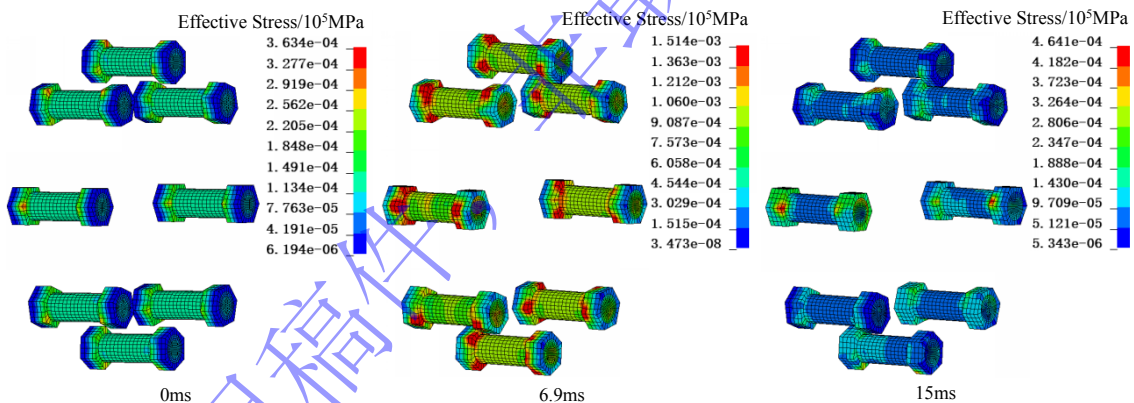 Effective Stress/10⁵MPa
3.634e-04
3.277e-04
2.919e-04
2.562e-04
2.205e-04
1.848e-04
1.491e-04
1.134e-04
7.763e-05
4.191e-05
6.194e-06
0ms
Effective Stress/10⁵MPa
1.514e-03
1.363e-03
1.212e-03
1.060e-03
9.087e-04
7.573e-04
6.058e-04
4.544e-04
3.029e-04
1.515e-04
3.473e-08
6.9ms
Effective Stress/10⁵MPa
4.641e-04
4.182e-04
3.723e-04
3.264e-04
2.806e-04
2.347e-04
1.888e-04
1.430e-04
9.709e-05
5.121e-05
5.343e-06
15ms
稿件